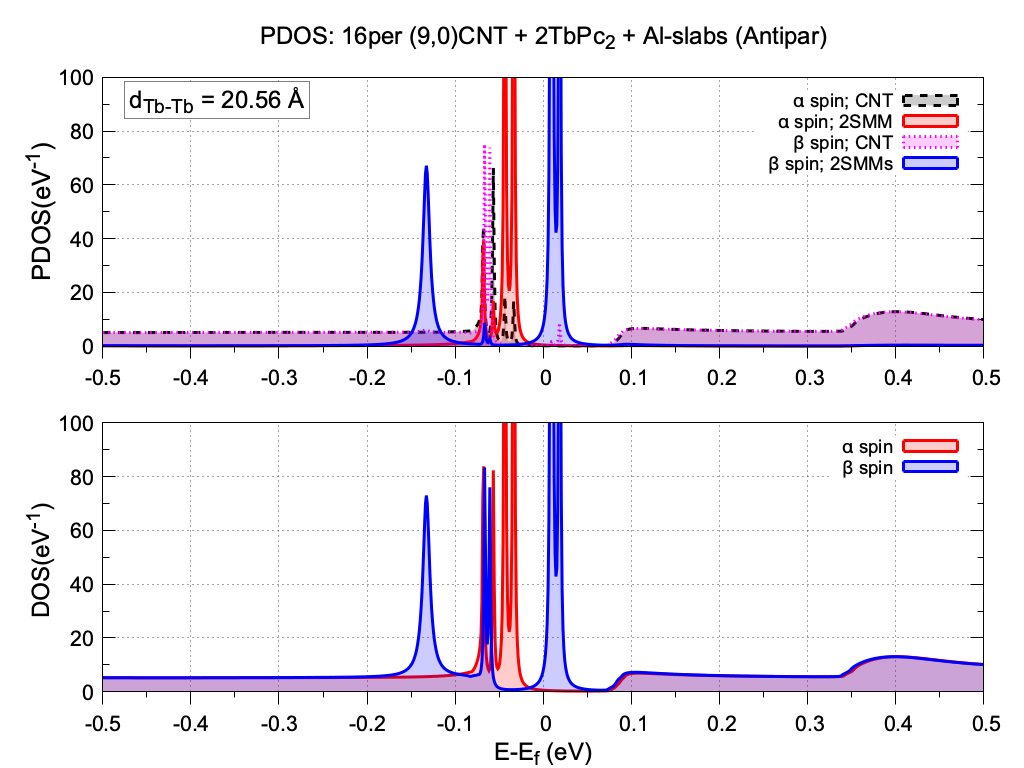 PDOS: 16per (9,0)CNT + 2TbPc2 + Al-slabs (Antipar)
dTb-Tb = 20.56 Å
α spin; CNT
α spin; 2SMM
β spin; CNT
β spin; 2SMMs
PDOS(eV-1)
100
80
60
40
20
0
-0.5 -0.4 -0.3 -0.2 -0.1 0 0.1 0.2 0.3 0.4 0.5
α spin
β spin
DOS(eV-1)
100
80
60
40
20
0
-0.5 -0.4 -0.3 -0.2 -0.1 0 0.1 0.2 0.3 0.4 0.5
E-Ef (eV)